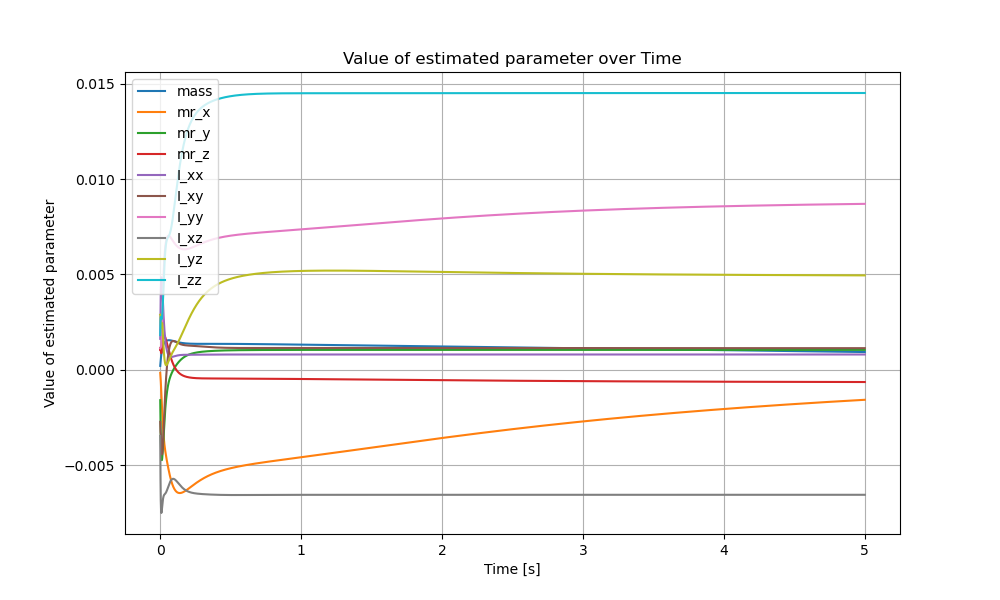 Value of estimated parameter over Time
Value of estimated parameter
0.015
0.010
0.005
0.000
−0.005
mass
mr_x
mr_y
mr_z
I_xx
I_xy
I_yy
I_xz
I_yz
I_zz
0
1
2
3
4
5
Time [s]